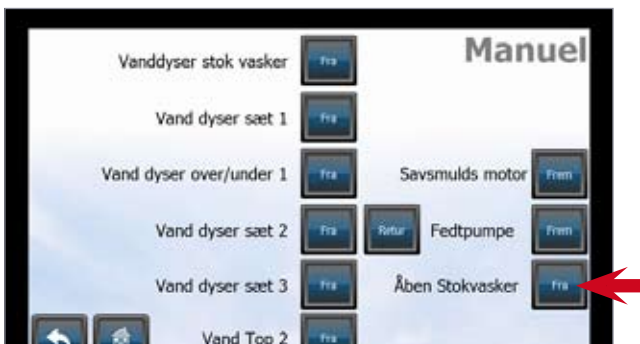 Manuel
Vanddyser stok vasker Fra
Vand dyser sæt 1 Fra
Vand dyser over/under 1 Fra Savsmulds motor Frem
Vand dyser sæt 2 Fra Retur Fedtpumpe Frem
Vand dyser sæt 3 Fra Åben Stokvasker Fra
Vand Top 2 Fra